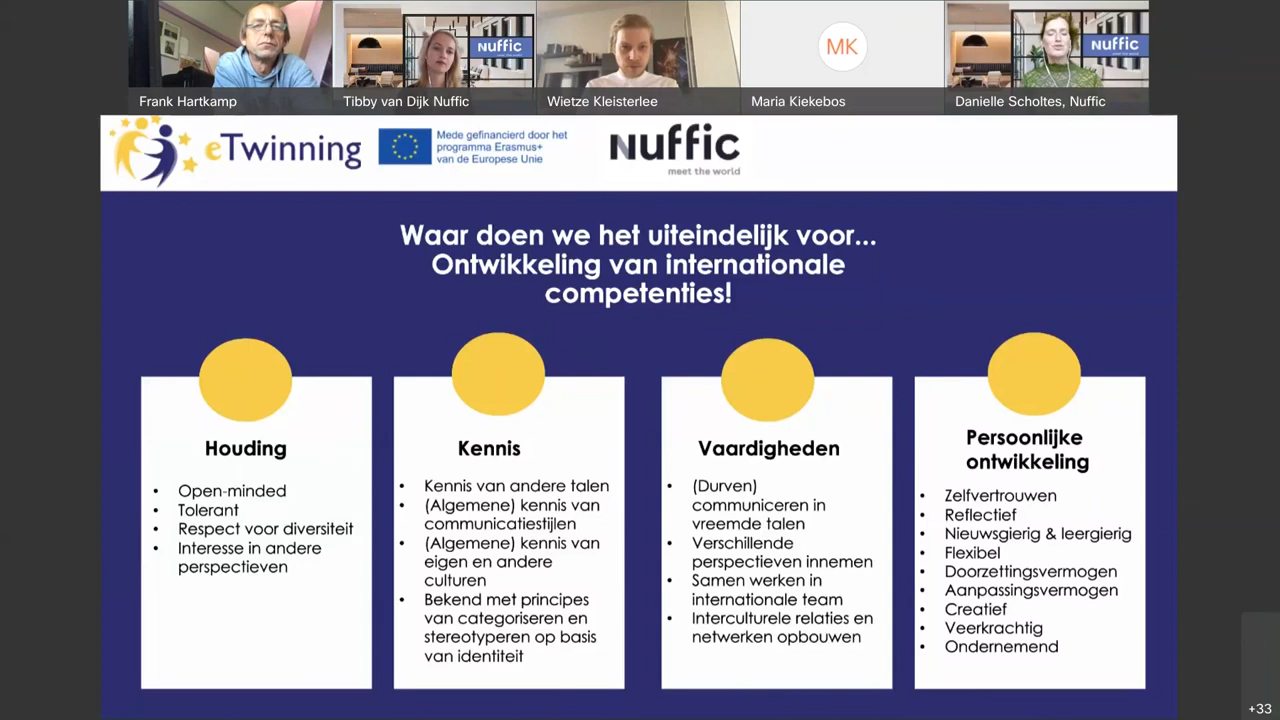 Nuffic
Nuffic
Frank Hartkamp
Tibby van Dijk Nuffic
Wietze Kleisterlee
MK
Maria Kiekebos
Danielle Scholtes, Nuffic
eTwinning
Mede gefinancierd door het
programma Erasmus+
van de Europese Unie
Nuffic
meet the world
Waar doen we het uiteindelijk voor...
Ontwikkeling van internationale
competenties!
Houding
• Open-minded
• Tolerant
• Respect voor diversiteit
• Interesse in andere
perspectieven
Kennis
• Kennis van andere talen
• (Algemene) kennis van
communicatiestijlen
• (Algemene) kennis van
eigen en andere
culturen
• Bekend met principes
van categoriseren en
stereotyperen op basis
van identiteit
Vaardigheden
• (Durven)
communiceren in
vreemde talen
• Verschillende
perspectieven innemen
• Samen werken in
internationale team
• Interculturele relaties en
netwerken opbouwen
Persoonlijke
ontwikkeling
• Zelfvertrouwen
• Reflectief
• Nieuwsgierig & leergierig
• Flexibel
• Doorzettingsvermogen
• Aanpassingsvermogen
• Creatief
• Veerkrachtig
• Ondernemend
+33